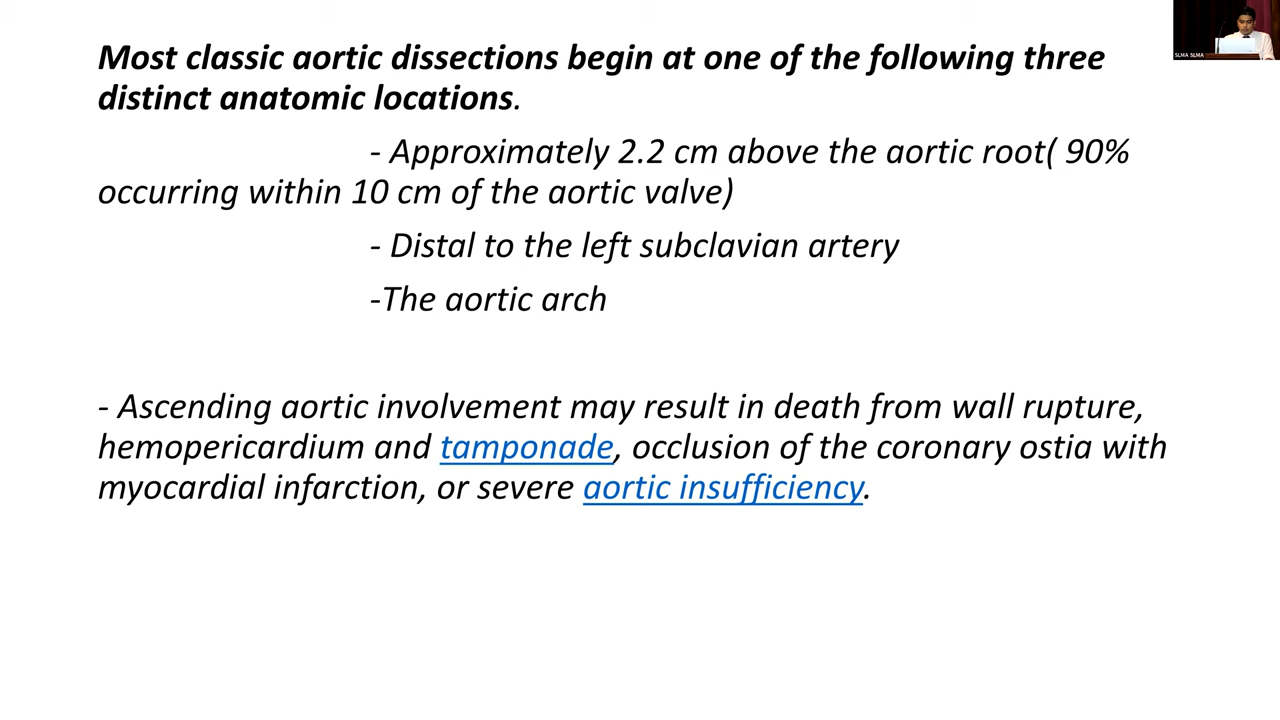 SLMA SLMA
Most classic aortic dissections begin at one of the following three
distinct anatomic locations.
- Approximately 2.2 cm above the aortic root( 90%
occurring within 10 cm of the aortic valve)
- Distal to the left subclavian artery
-The aortic arch
- Ascending aortic involvement may result in death from wall rupture,
hemopericardium and tamponade, occlusion of the coronary ostia with
myocardial infarction, or severe aortic insufficiency.